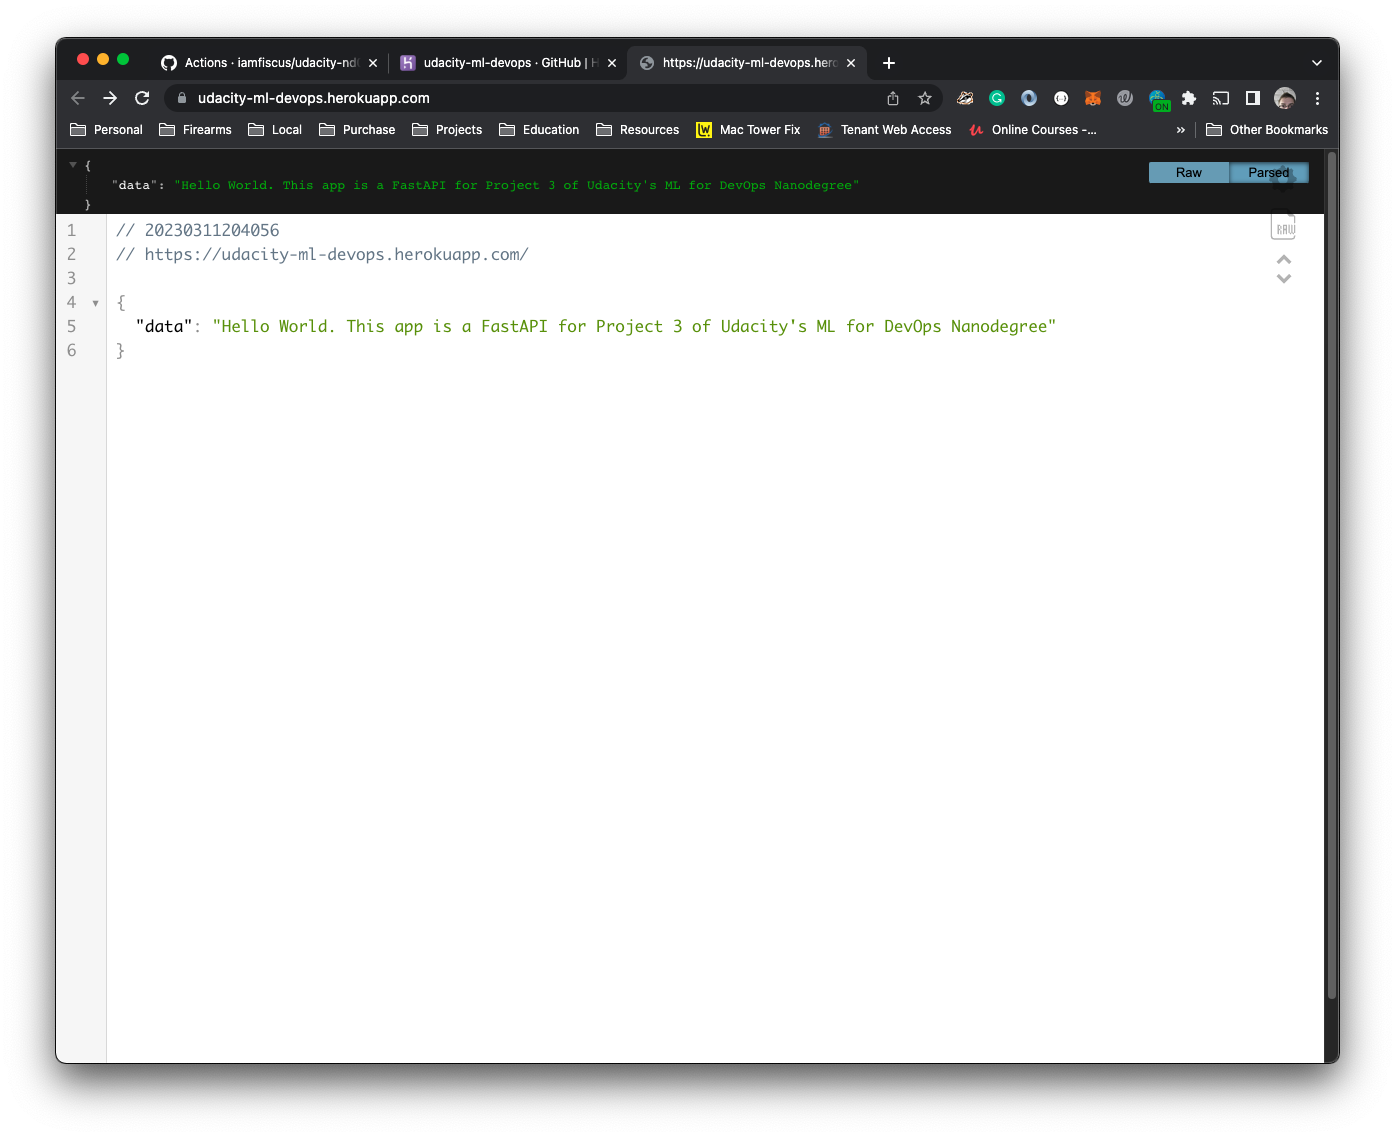 Actions · iamfiscus/udacity-nd
udacity-ml-devops · GitHub | H
https://udacity-ml-devops.hero
udacity-ml-devops.herokuapp.com
ON
Personal
Firearms
Local
Purchase
Projects
Education
Resources
LW
Mac Tower Fix
Tenant Web Access
Online Courses -...
»
Other Bookmarks
{
"data": "Hello World. This app is a FastAPI for Project 3 of Udacity's ML for DevOps Nanodegree"
}
Raw
Parsed
RAW
1 // 20230311204056
2 // https://udacity-ml-devops.herokuapp.com/
3
4 {
5 "data": "Hello World. This app is a FastAPI for Project 3 of Udacity's ML for DevOps Nanodegree"
6 }